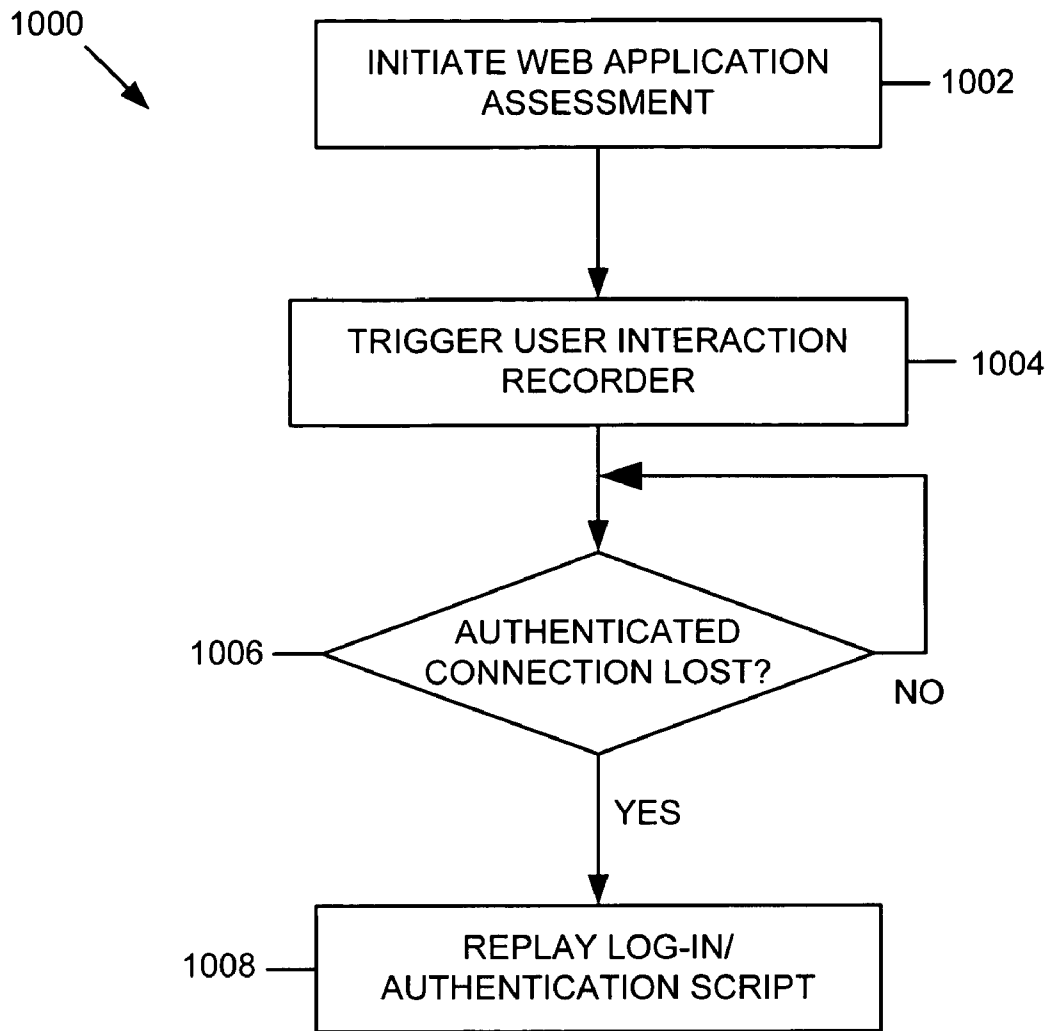 1000
INITIATE WEB APPLICATION
ASSESSMENT
1002
TRIGGER USER INTERACTION
RECORDER
1004
AUTHENTICATED
CONNECTION LOST?
1006
NO
YES
REPLAY LOG-IN/
AUTHENTICATION SCRIPT
1008